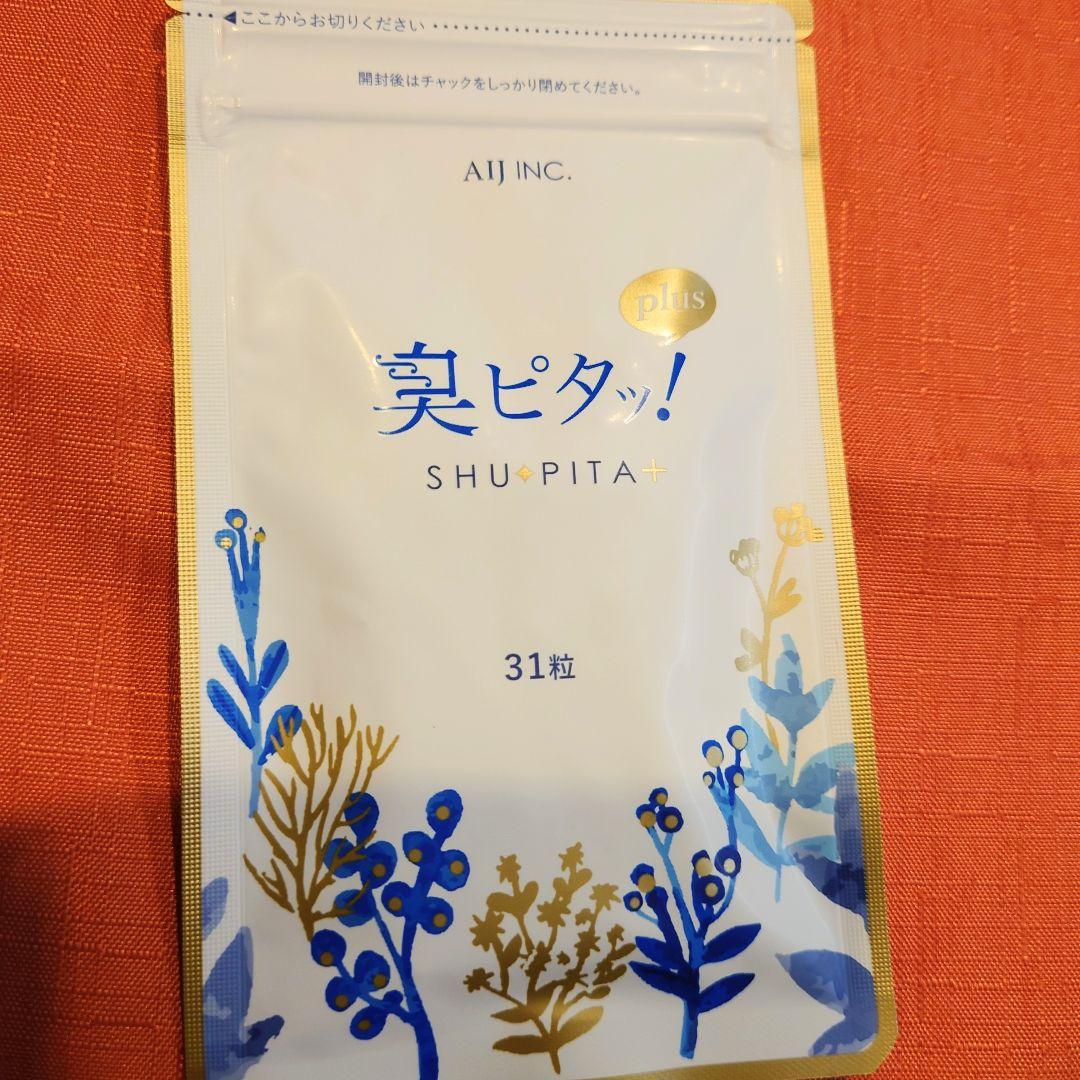 ◀ここからお切りください
開封後はチャックをしっかり閉めてください。
AIJ INC.
plus
臭ピタッ!
SHU PITA+
31粒